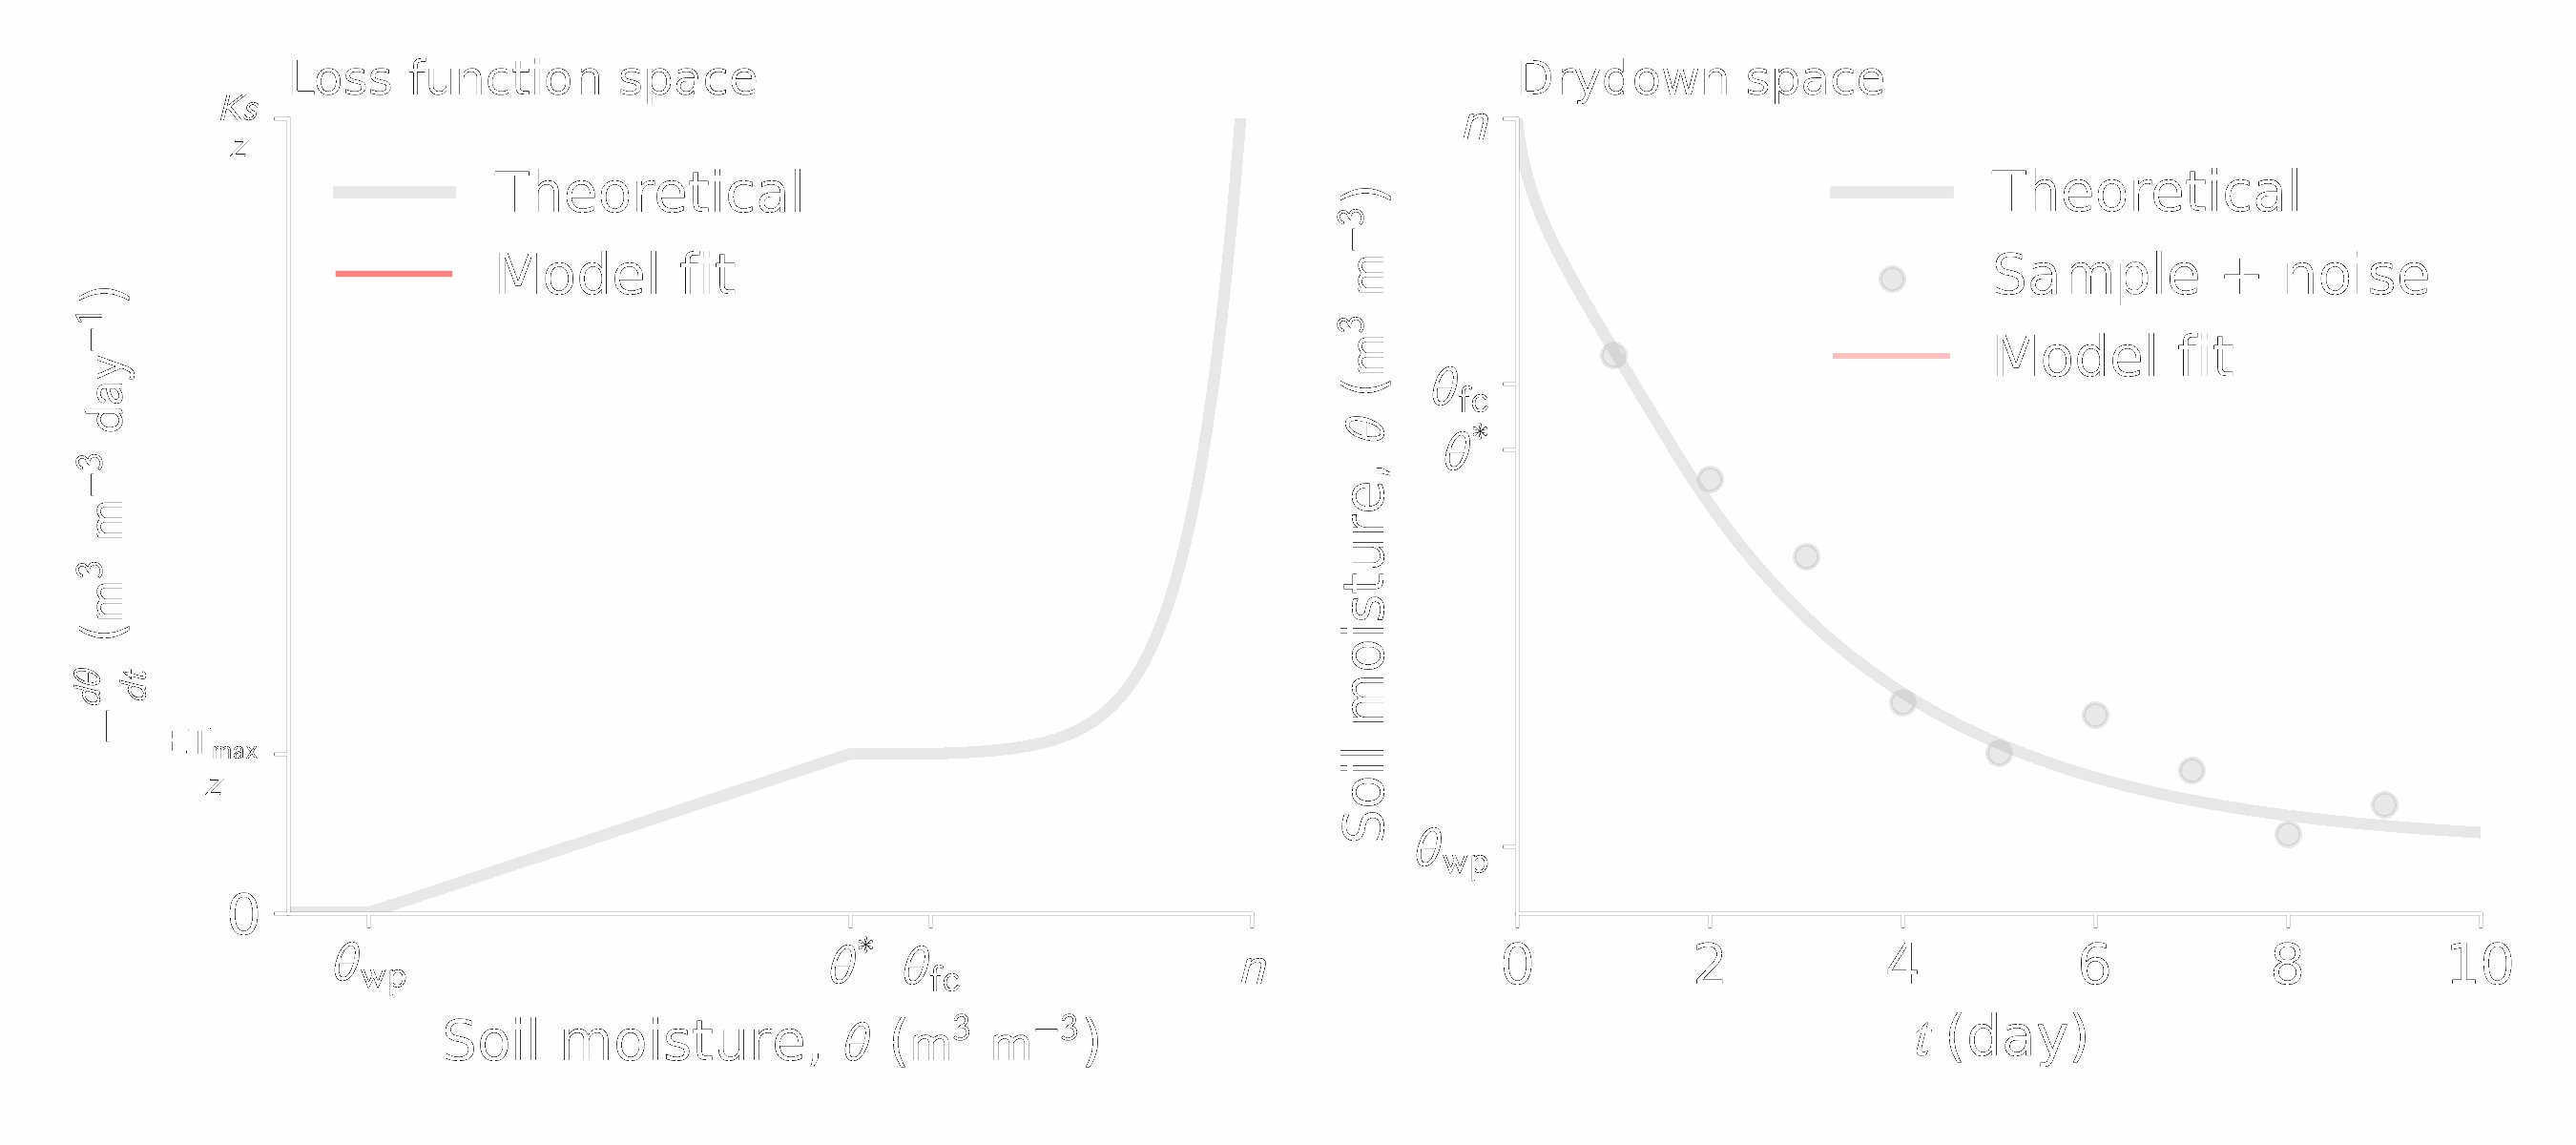 Loss function space
Ks
z
Theoretical
Model fit
−dθ/dt (m³ m⁻³ day⁻¹)
ETmax
z
0
θwp
θ*
θfc
n
Soil moisture, θ (m³ m⁻³)
Drydown space
n
Theoretical
Sample + noise
Model fit
θfc
θ*
θwp
Soil moisture, θ (m³ m⁻³)
0 2 4 6 8 10
t (day)